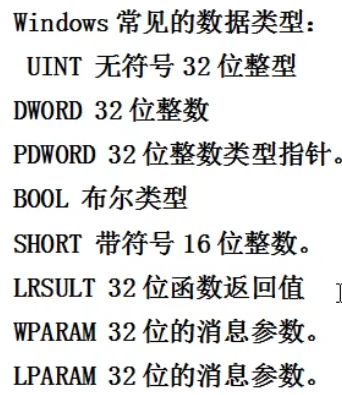 Windows 常见的数据类型：
UINT 无符号 32 位整型
DWORD 32 位整数
PDWORD 32 位整数类型指针。
BOOL 布尔类型
SHORT 带符号 16 位整数。
LRSULT 32 位函数返回值
WPARAM 32 位的消息参数。
LPARAM 32 位的消息参数。